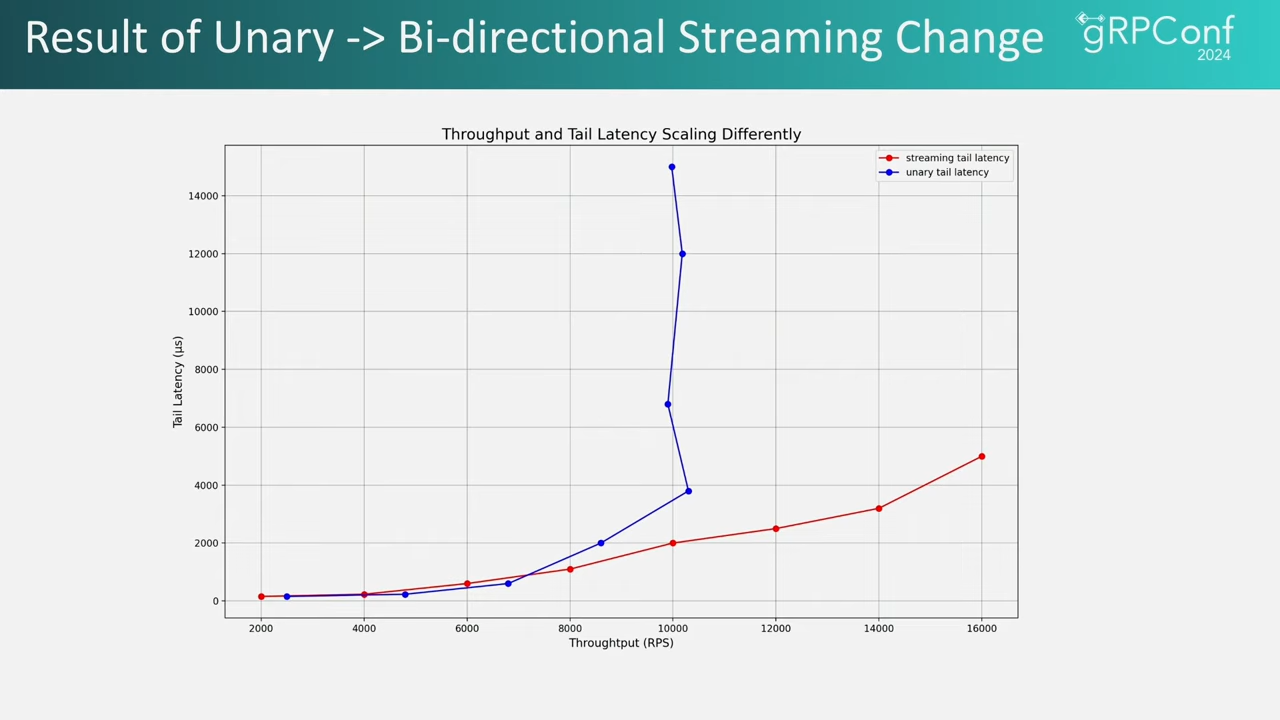 Result of Unary -> Bi-directional Streaming Change
gRPConf
2024
Throughput and Tail Latency Scaling Differently
streaming tail latency
unary tail latency
Tail Latency (µs)
14000
12000
10000
8000
6000
4000
2000
0
2000 4000 6000 8000 10000 12000 14000 16000
Throughtput (RPS)